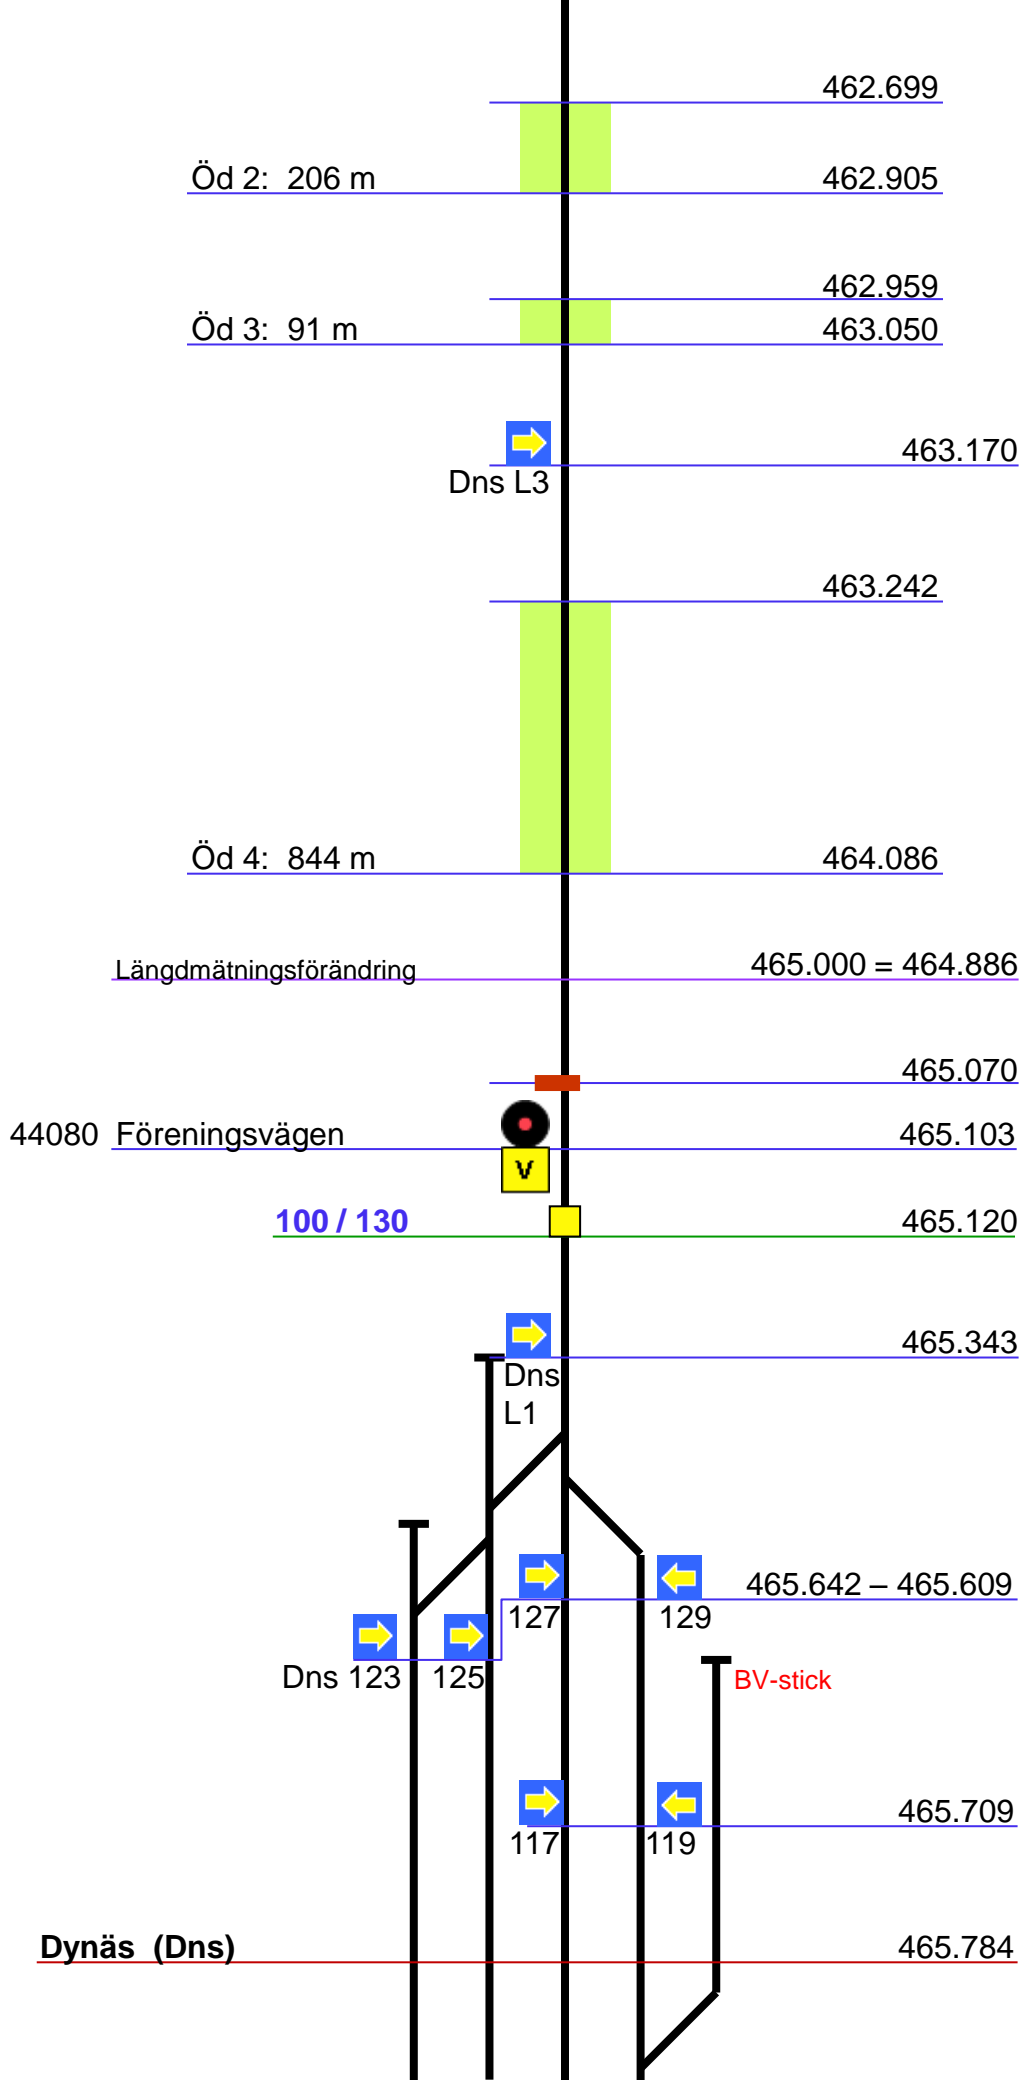 462.699
Öd 2: 206 m 462.905
462.959
Öd 3: 91 m 463.050
463.170
Dns L3
463.242
Öd 4: 844 m 464.086
Längdmätningsförändring 465.000 = 464.886
465.070
44080 Föreningsvägen 465.103
V
100 / 130 465.120
465.343
Dns
L1
465.642 – 465.609
127 129
Dns 123 125 BV-stick
465.709
117 119
Dynäs (Dns) 465.784